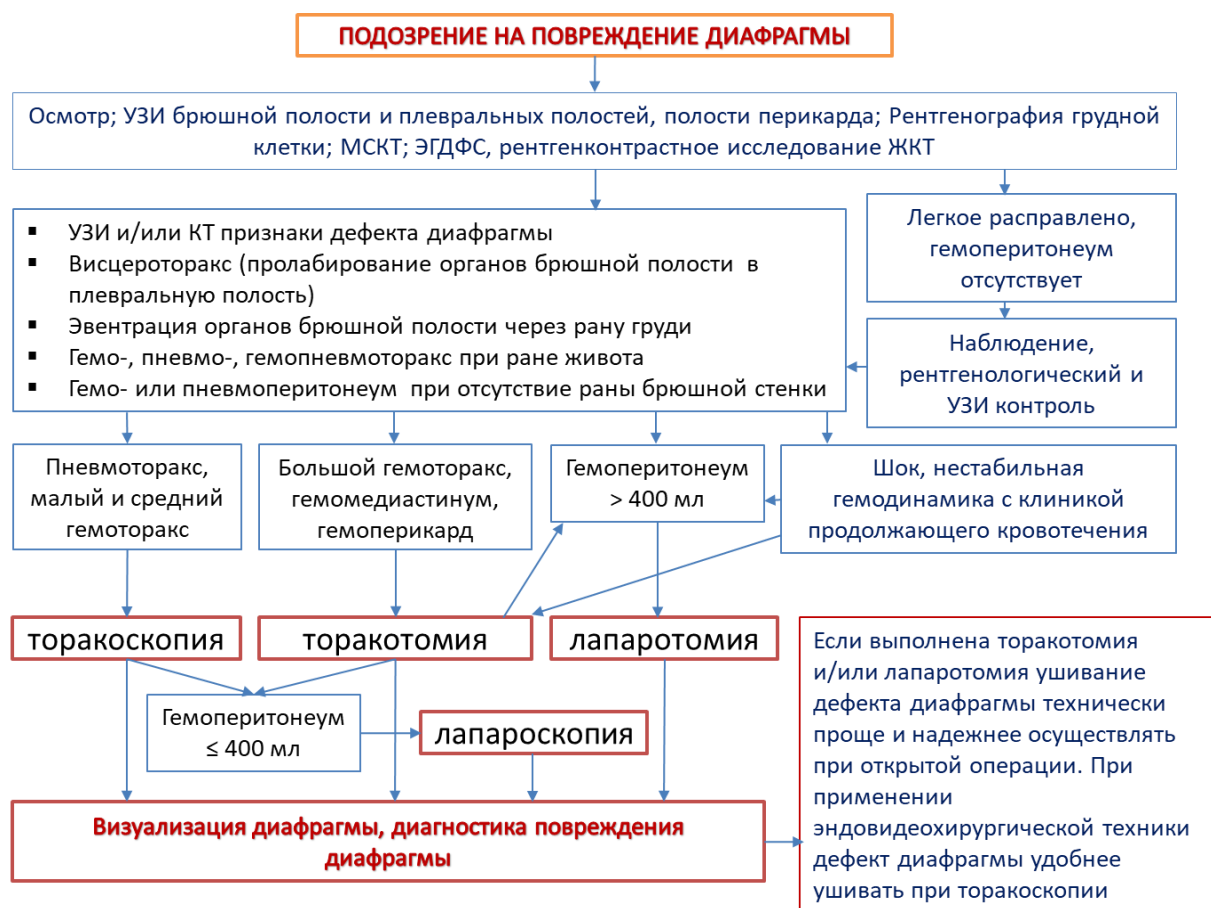 ПОДОЗРЕНИЕ НА ПОВРЕЖДЕНИЕ ДИАФРАГМЫ
Осмотр; УЗИ брюшной полости и плевральных полостей, полости перикарда; Рентгенография грудной
клетки; МСКТ; ЭГДФС, рентгенконтрастное исследование ЖКТ
▪ УЗИ и/или КТ признаки дефекта диафрагмы
▪ Висцероторакс (пролабирование органов брюшной полости в
плевральную полость)
▪ Эвентрация органов брюшной полости через рану груди
▪ Гемо-, пневмо-, гемопневмоторакс при ране живота
▪ Гемо- или пневмоперитонеум при отсутствие раны брюшной стенки
Легкое расправлено,
гемоперитонеум
отсутствует
Наблюдение,
рентгенологический и
УЗИ контроль
Пневмоторакс,
малый и средний
гемоторакс
Большой гемоторакс,
гемомедиастинум,
гемоперикард
Гемоперитонеум
> 400 мл
Шок, нестабильная
гемодинамика с клиникой
продолжающего кровотечения
торакоскопия
торакотомия
лапаротомия
Гемоперитонеум
≤ 400 мл
лапароскопия
Визуализация диафрагмы, диагностика повреждения
диафрагмы
Если выполнена торакотомия
и/или лапаротомия ушивание
дефекта диафрагмы технически
проще и надежнее осуществлять
при открытой операции. При
применении
эндовидеохирургической техники
дефект диафрагмы удобнее
ушивать при торакоскопии